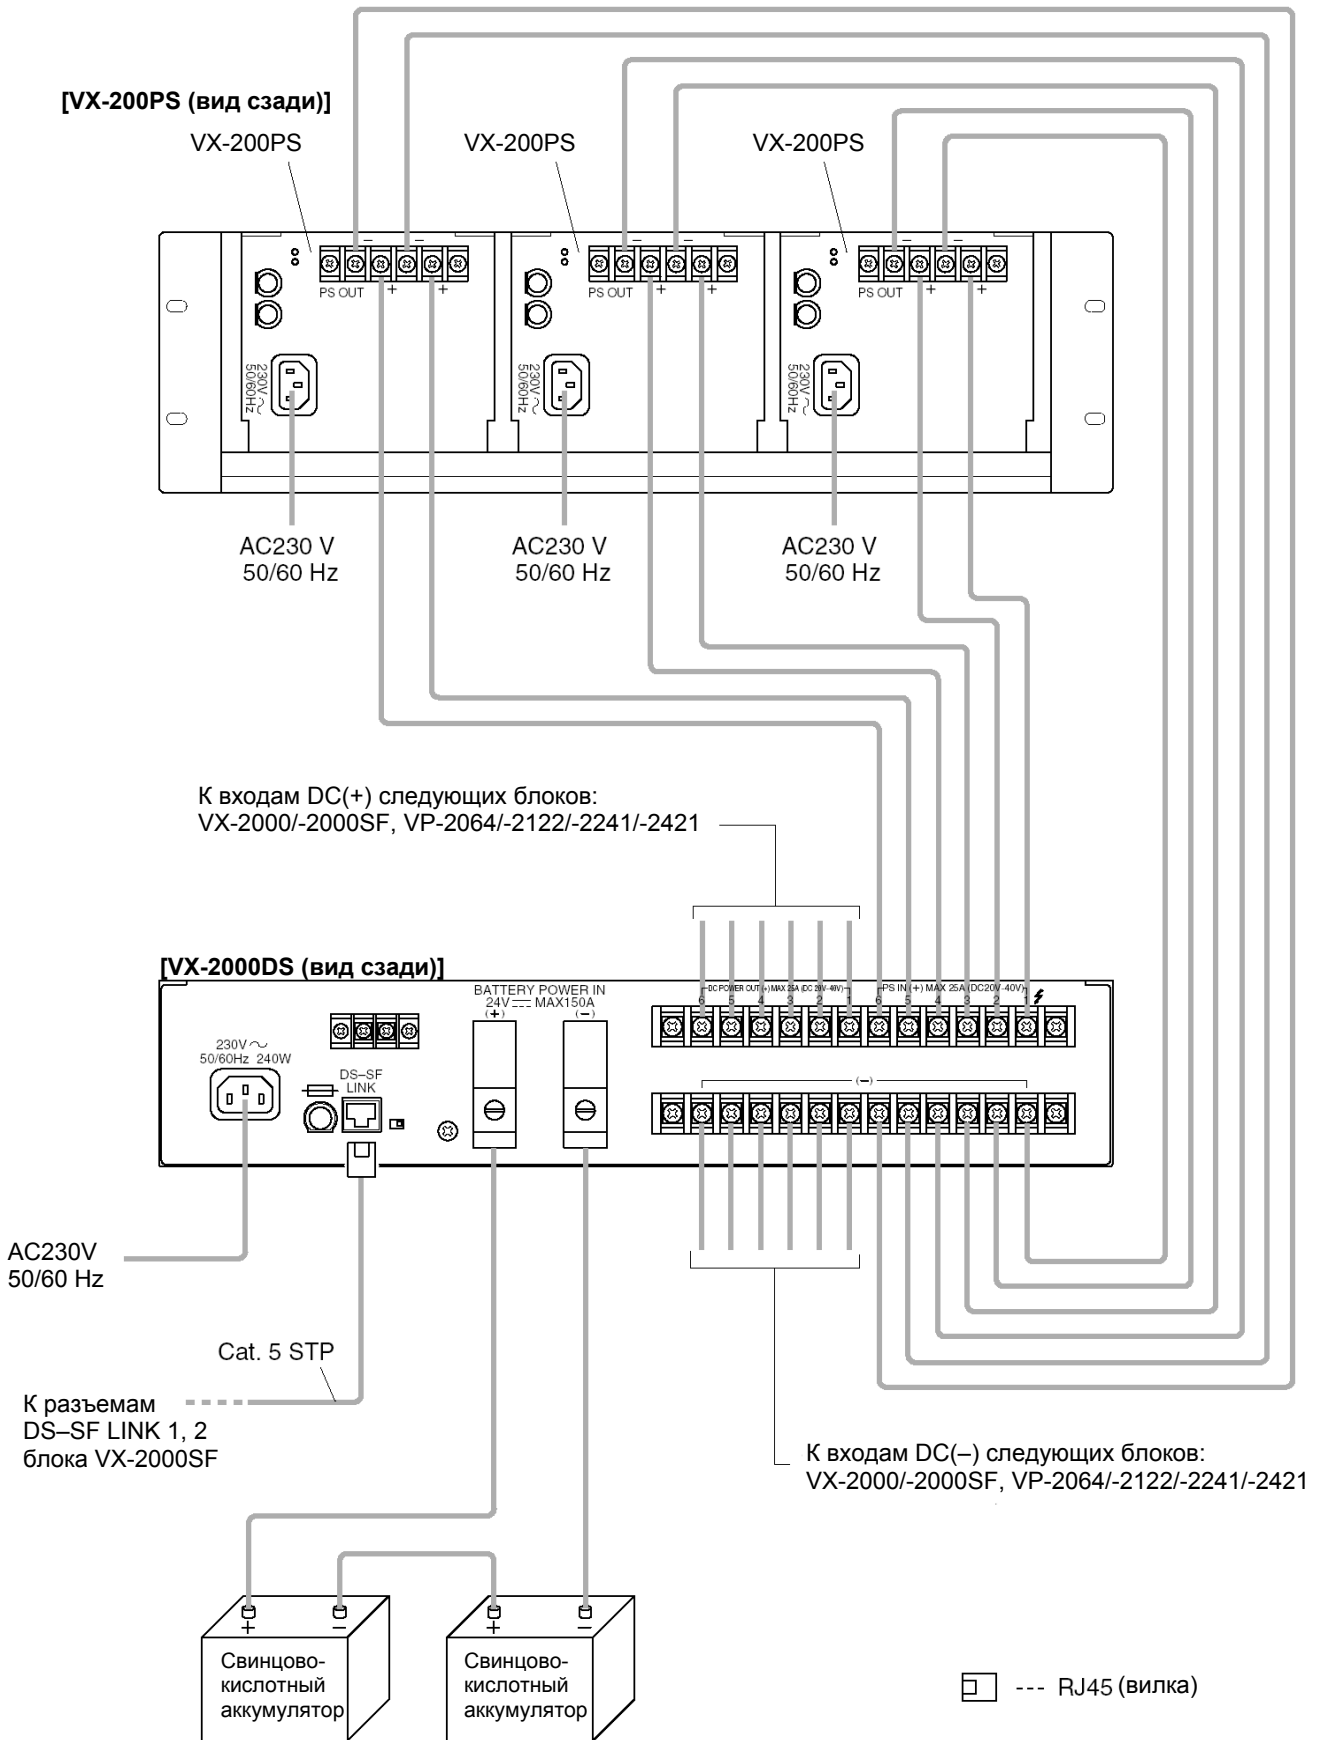 [VX-200PS (вид сзади)]
VX-200PS
VX-200PS
VX-200PS
– –
– –
– –
PS OUT + +
PS OUT + +
PS OUT + +
230V ~
50/60Hz
230V ~
50/60Hz
230V ~
50/60Hz
AC230 V
50/60 Hz
AC230 V
50/60 Hz
AC230 V
50/60 Hz
К входам DC(+) следующих блоков:
VX-2000/-2000SF, VP-2064/-2122/-2241/-2421
[VX-2000DS (вид сзади)]
BATTERY POWER IN
24V ⎓ MAX150A
(+) (–)
DC POWER OUT (+) MAX 25A (DC 20V-40V)
PS IN (+) MAX 25A (DC20V-40V)
6 5 4 3 2 1 6 5 4 3 2 1
(–)
230V ~
50/60Hz 240W
DS–SF
LINK
AC230V
50/60 Hz
Cat. 5 STP
К разъемам
DS–SF LINK 1, 2
блока VX-2000SF
К входам DC(–) следующих блоков:
VX-2000/-2000SF, VP-2064/-2122/-2241/-2421
+ –
Свинцово-
кислотный
аккумулятор
+ –
Свинцово-
кислотный
аккумулятор
--- RJ45 (вилка)